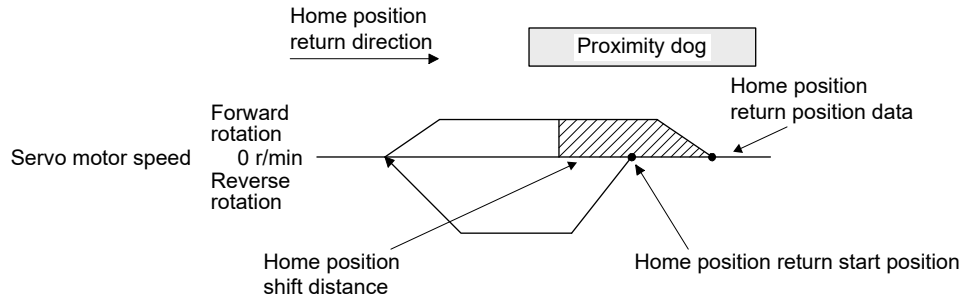 Home position
return direction
Proximity dog
Home position
return position data
Forward
rotation
Servo motor speed
0 r/min
Reverse
rotation
Home position
shift distance
Home position return start position